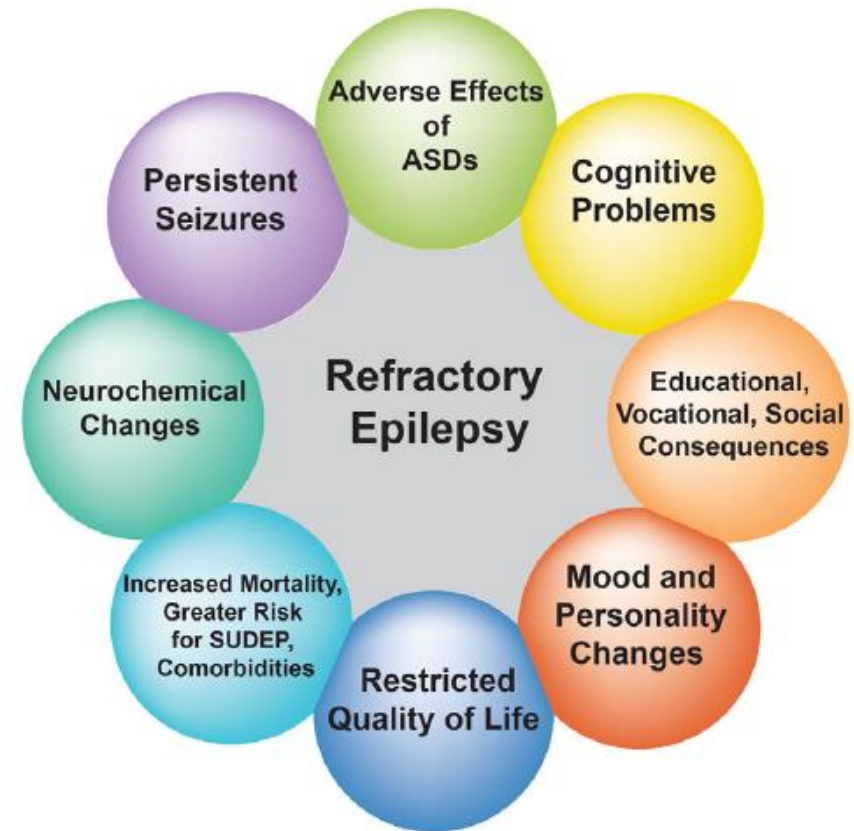 Adverse Effects
of
ASDs
Cognitive
Problems
Educational,
Vocational, Social
Consequences
Mood and
Personality
Changes
Restricted
Quality of Life
Increased Mortality,
Greater Risk
for SUDEP,
Comorbidities
Neurochemical
Changes
Persistent
Seizures
Refractory
Epilepsy